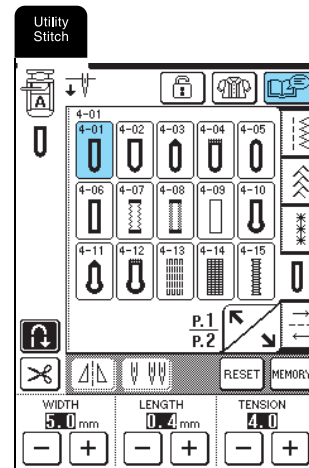 Utility
Stitch
A
4-01
4-01 4-02 4-03 4-04 4-05
4-06 4-07 4-08 4-09 4-10
4-11 4-12 4-13 4-14 4-15
P.1
P.2
RESET MEMORY
WIDTH LENGTH TENSION
5.0 mm 0.4 mm 4.0
− + − + − +